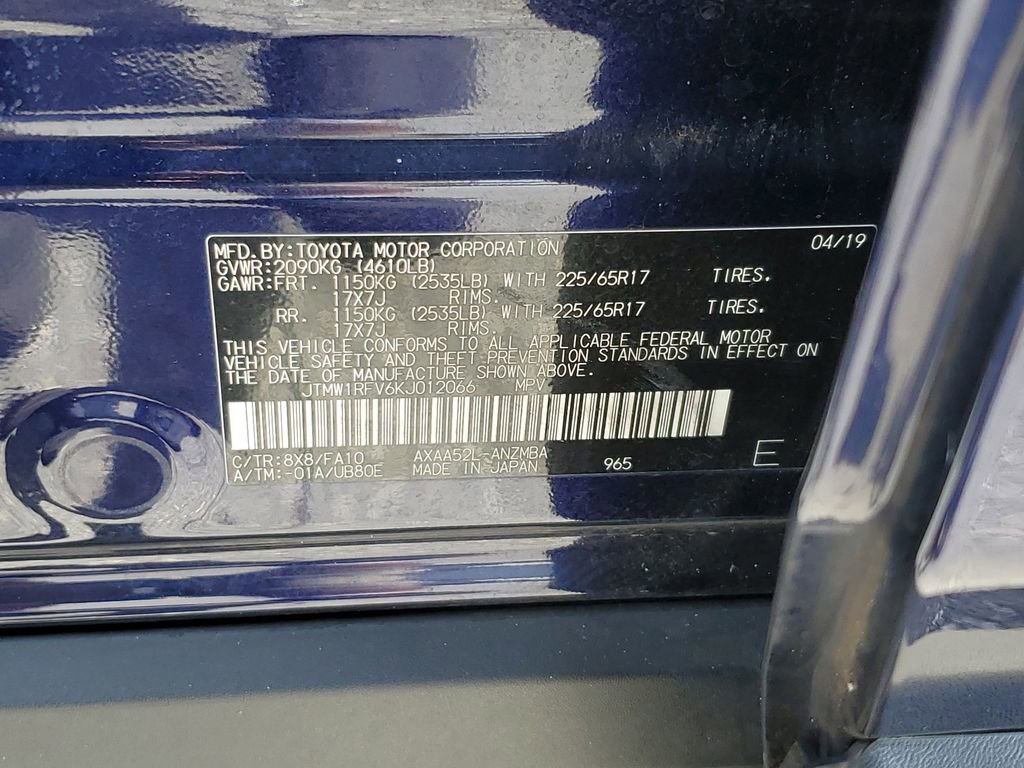 MFD. BY: TOYOTA MOTOR CORPORATION 04/19
GVWR: 2090KG (4610LB)
GAWR: FRT. 1150KG (2535LB) WITH 225/65R17 TIRES.
17X7J RIMS.
RR. 1150KG (2535LB) WITH 225/65R17 TIRES.
17X7J RIMS.
THIS VEHICLE CONFORMS TO ALL APPLICABLE FEDERAL MOTOR
VEHICLE SAFETY AND THEFT PREVENTION STANDARDS IN EFFECT ON
THE DATE OF MANUFACTURE SHOWN ABOVE.
JTMW1RFV6KJ012066 MPV
C/TR: 8X8/FA10 AXAA52L-ANZMBA
A/TM: -01A/UB80E MADE IN JAPAN 965 E